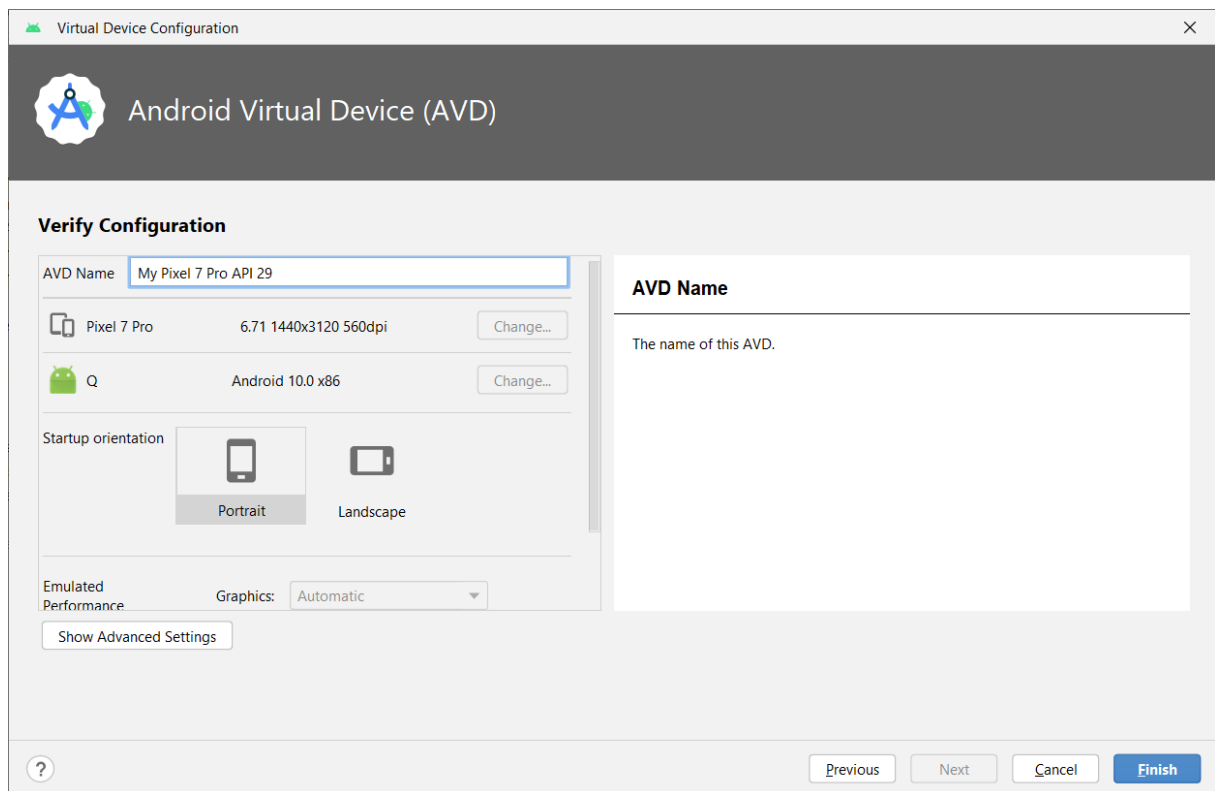 Virtual Device Configuration
Android Virtual Device (AVD)
Verify Configuration
AVD Name My Pixel 7 Pro API 29
Pixel 7 Pro 6.71 1440x3120 560dpi Change...
Q Android 10.0 x86 Change...
Startup orientation
Portrait Landscape
Emulated
Performance
Graphics: Automatic
Show Advanced Settings
AVD Name
The name of this AVD.
? Previous Next Cancel Finish